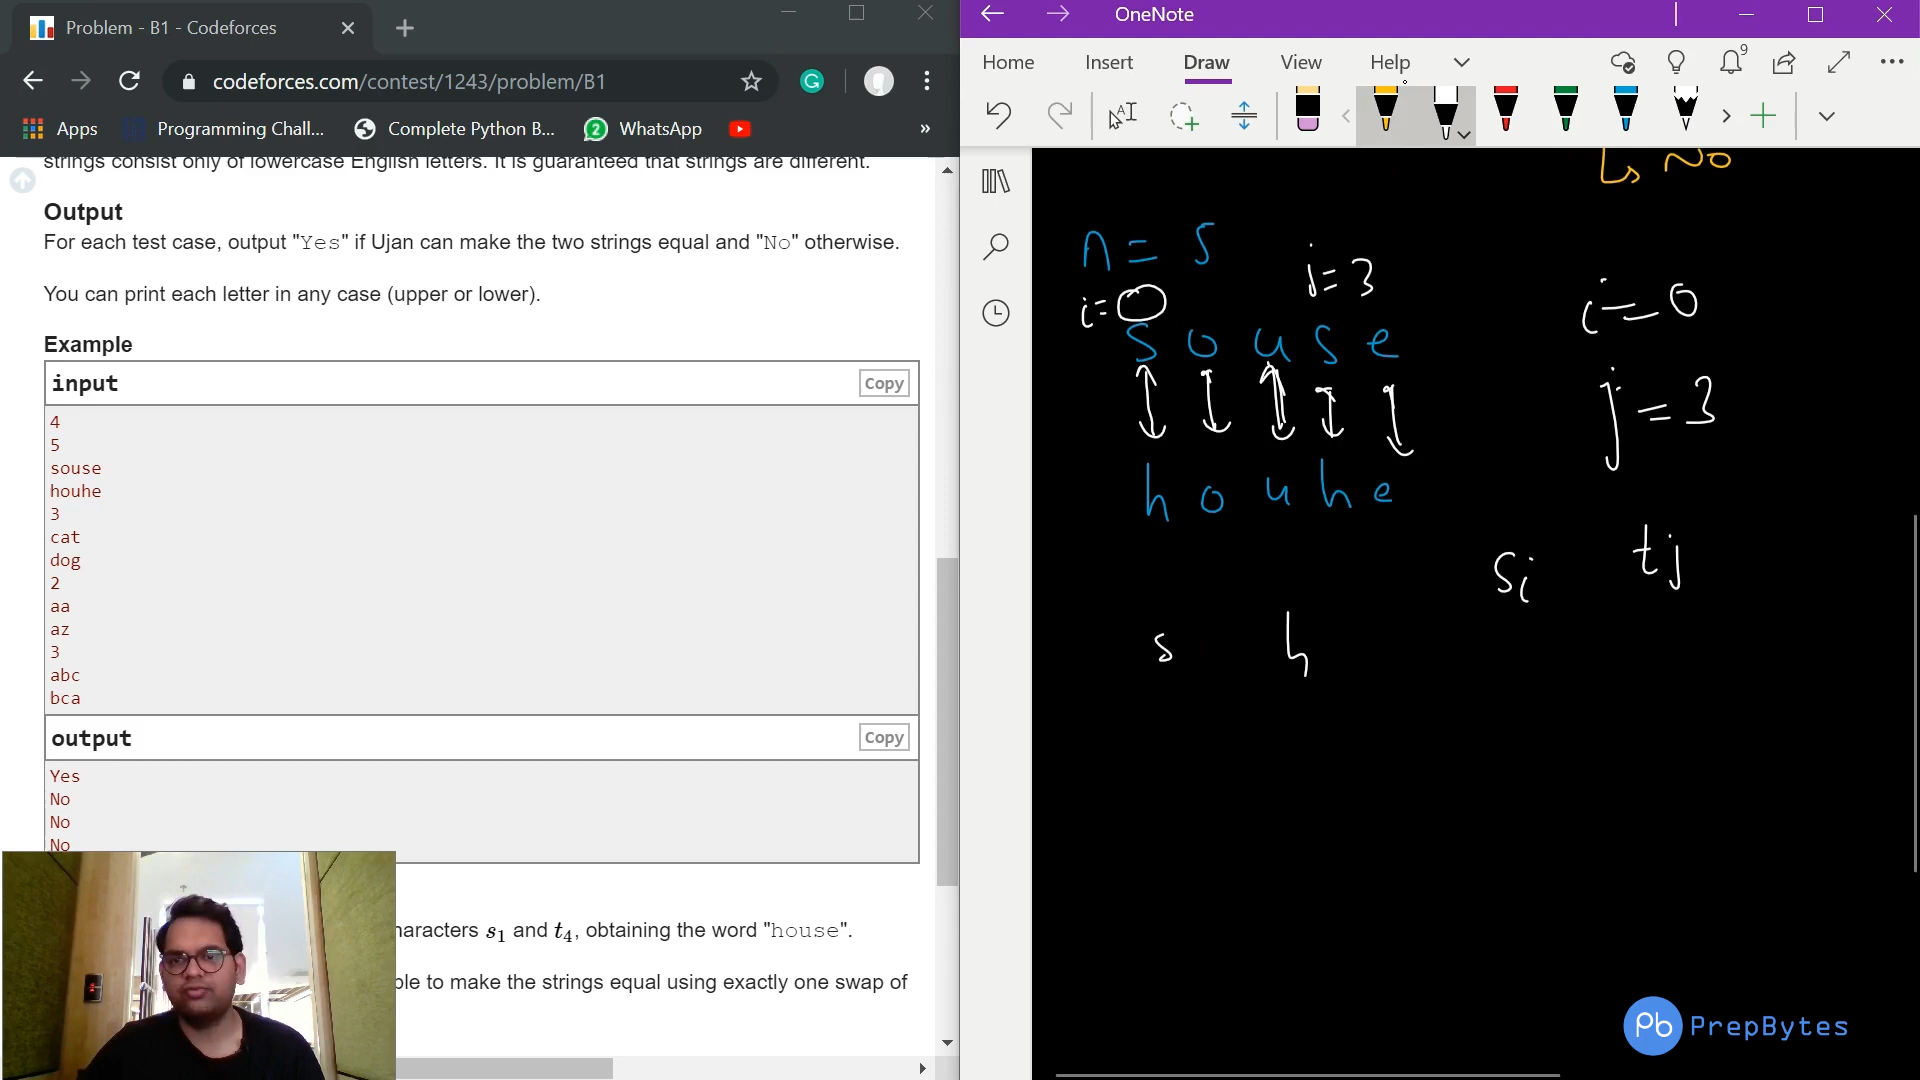 Problem - B1 - Codeforces
codeforces.com/contest/1243/problem/B1
Apps Programming Chall... Complete Python B... WhatsApp »
strings consist only of lowercase English letters. It is guaranteed that strings are different.
Output
For each test case, output "Yes" if Ujan can make the two strings equal and "No" otherwise.
You can print each letter in any case (upper or lower).
Example
input Copy
4
5
souse
houhe
3
cat
dog
2
aa
az
3
abc
bca
output Copy
Yes
No
No
No
haracters s1 and t4, obtaining the word "house".
ble to make the strings equal using exactly one swap of
OneNote
Home Insert Draw View Help 9
No
n = 5
i=0
j=3
s o u s e
h o u h e
i=0
j=3
si tj
s h
Pb PrepBytes